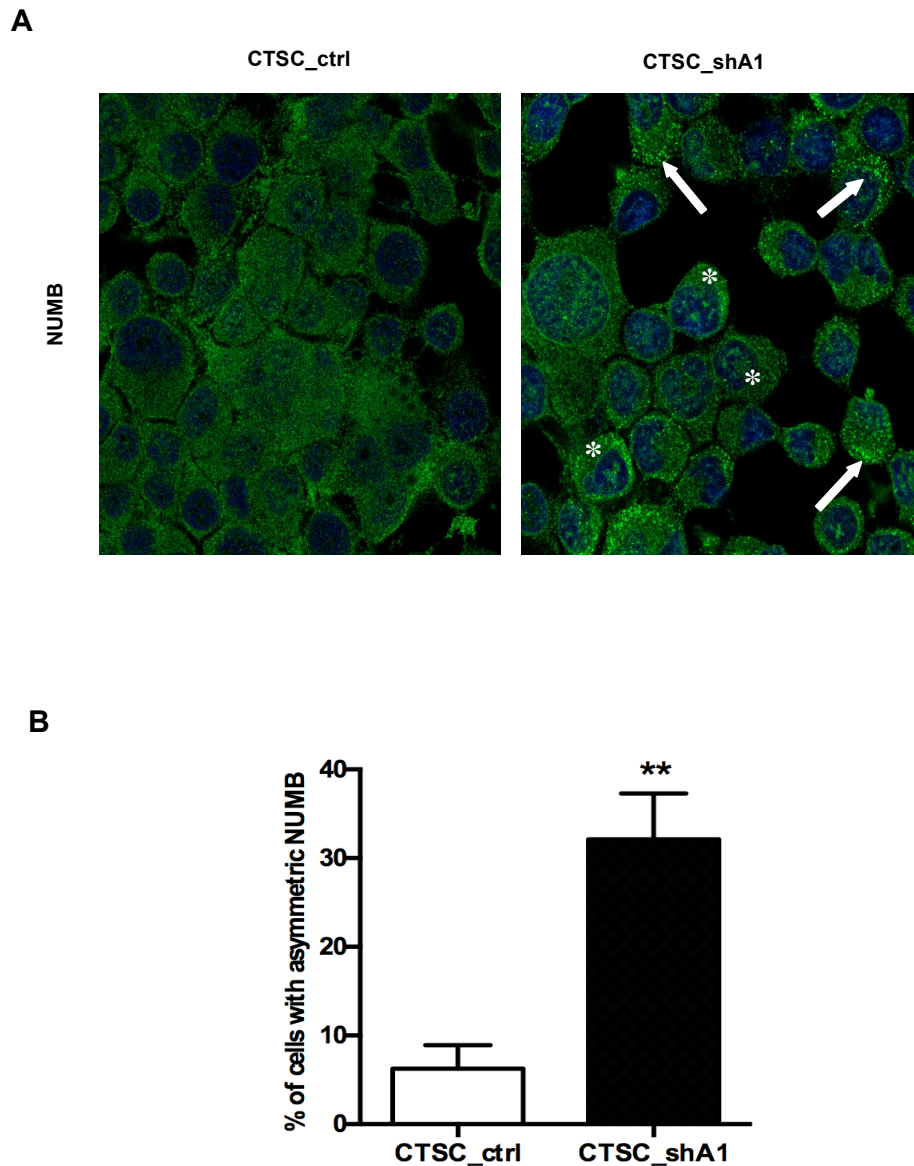 A
CTSC_ctrl
CTSC_shA1
NUMB
*
*
*
B
% of cells with asymmetric NUMB
40
30
20
10
0
**
CTSC_ctrl
CTSC_shA1